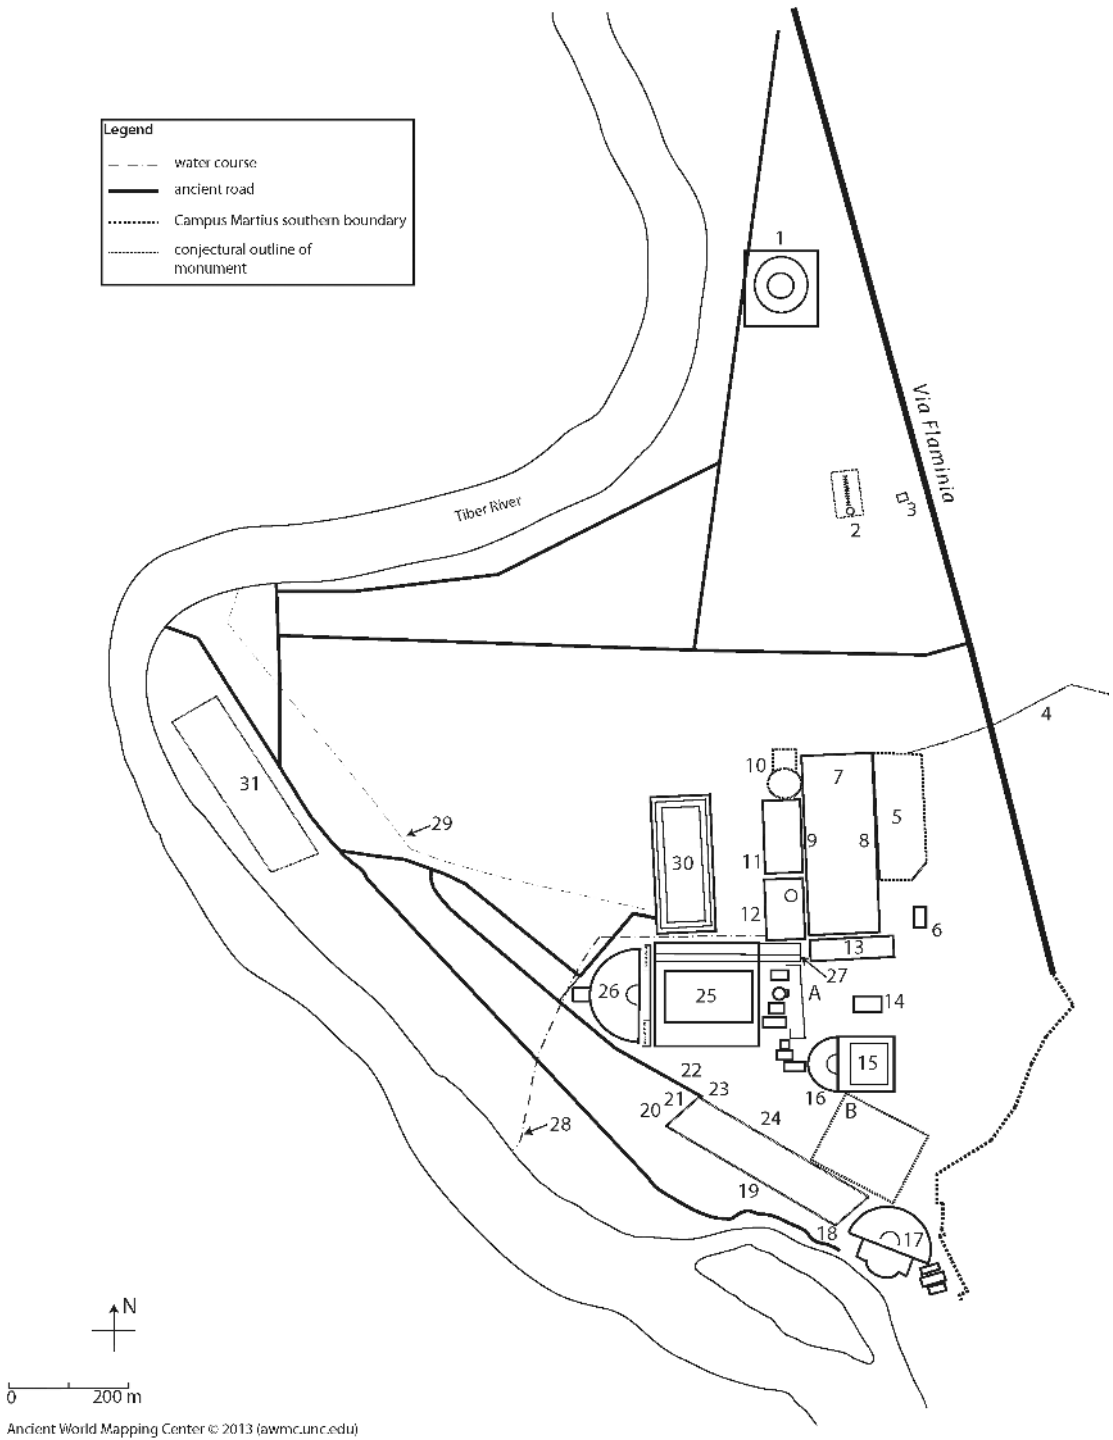 Legend
water course
ancient road
Campus Martius southern boundary
conjectural outline of
monument
1
Via Flaminia
2
3
Tiber River
4
10
7
5
31
29
9
8
11
30
12
6
13
27
26
25
A
14
15
22
23
16
B
21
20
24
28
19
18
17
N
0
200 m
Ancient World Mapping Center © 2013 (awmc.unc.edu)